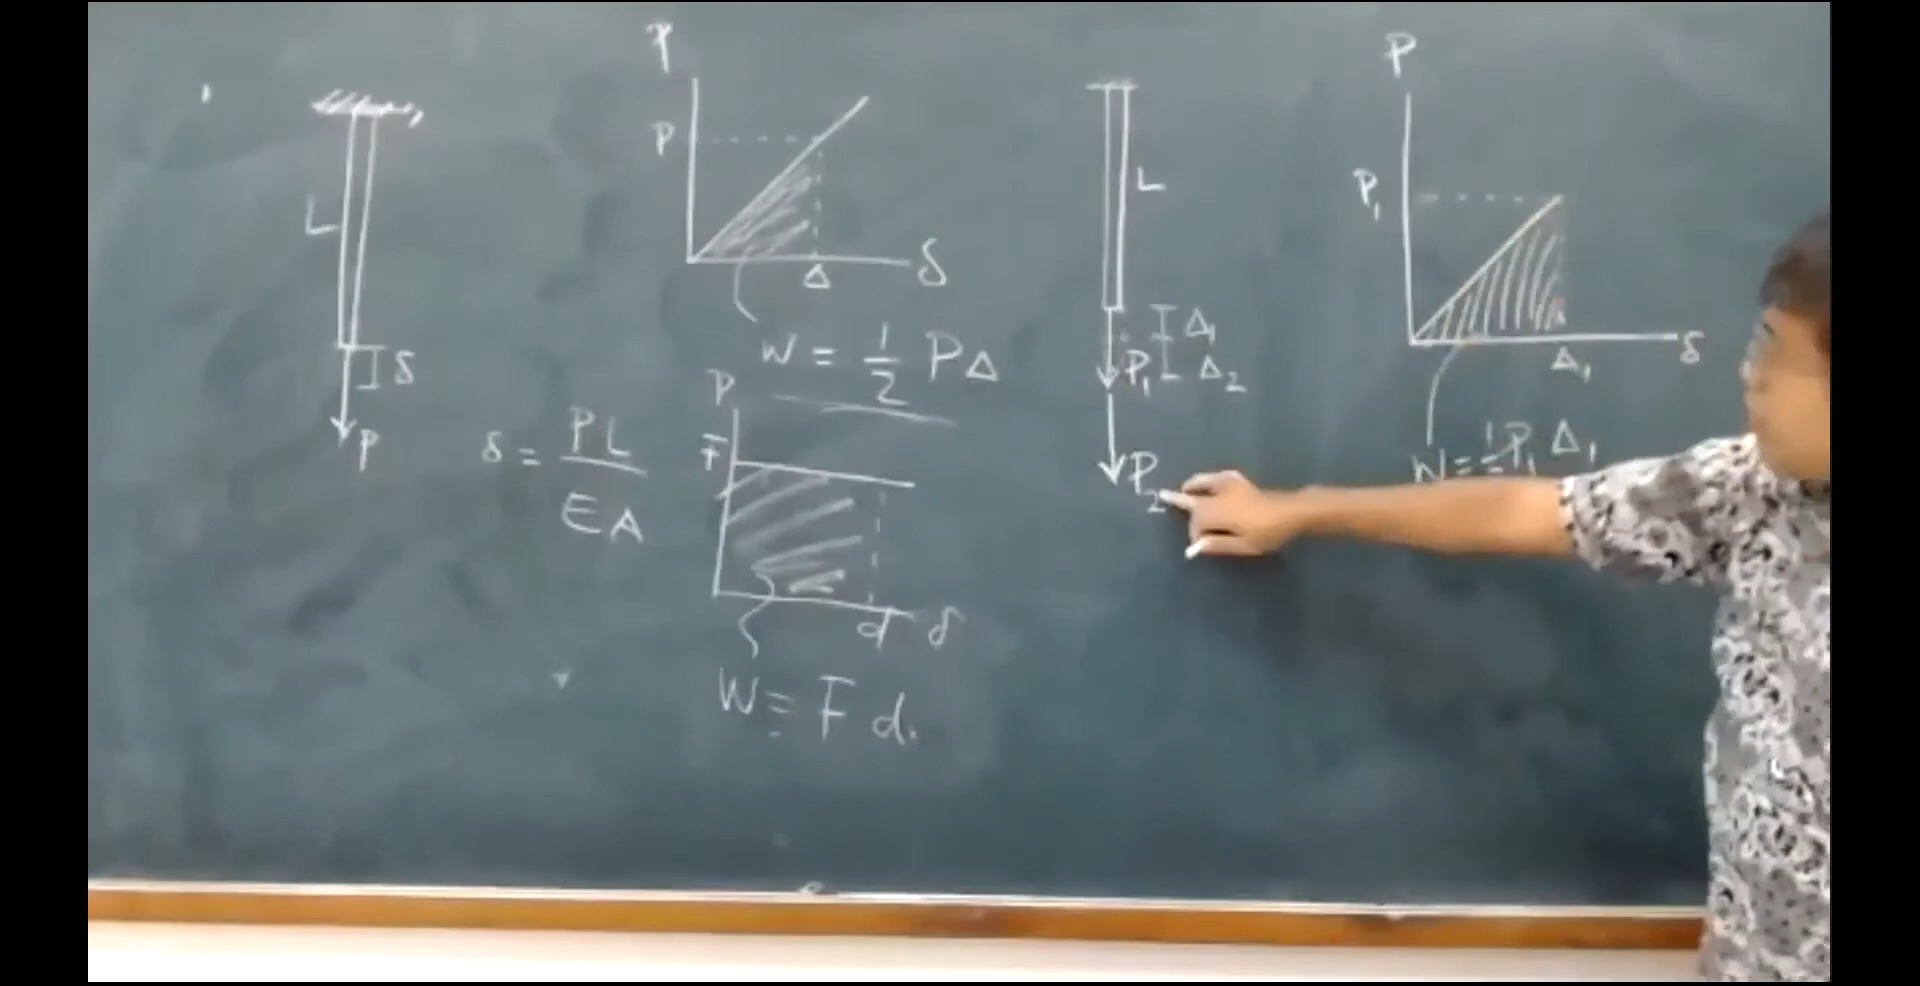 L
δ
P
δ = PL / EA
P
P
Δ
δ
W = 1/2 PΔ
P
F
d
δ
W = F d.
L
Δ₁
P₁
Δ₂
P₂
P
P₁
Δ₁
δ
W = 1/2 P₁ Δ₁